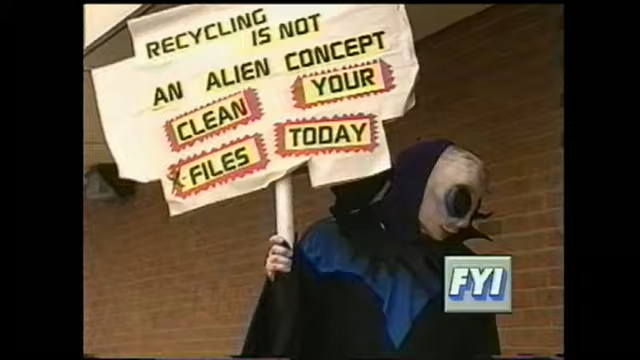 RECYCLING
IS NOT
AN ALIEN CONCEPT
CLEAN YOUR
X-FILES TODAY
FYI